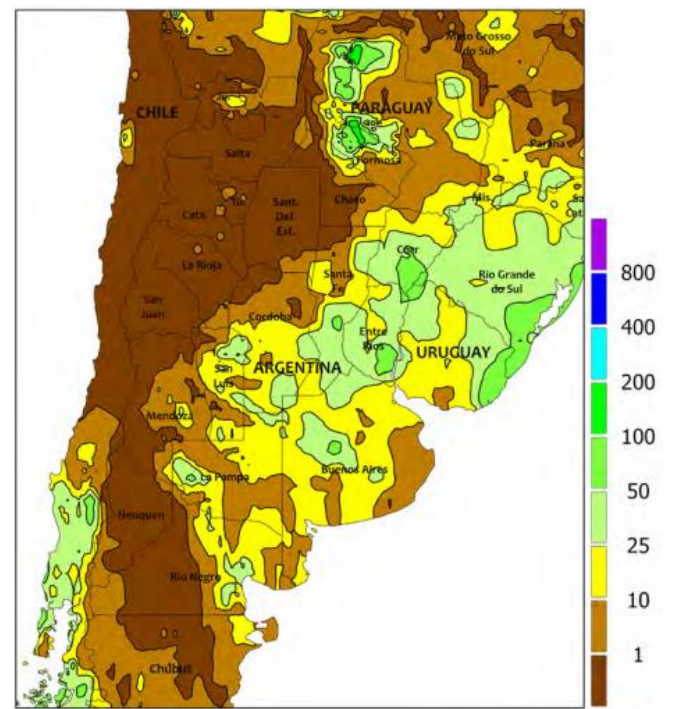 Mato Grosso
do Sul
CHILE
PARAGUAY
Parana
Salta
Formosa
Chaco
Mis.
Cata
Sant.
Del.
Est.
Corr
La Rioja
Santa
Fe
Rio Grande
do Sul
San
Juan
Cordoba
Entre
Rios
URUGUAY
ARGENTINA
San
Luis
Mendoza
Buenos Aires
La Pampa
Neuquen
Rio Negro
Chubut
800
400
200
100
50
25
10
1